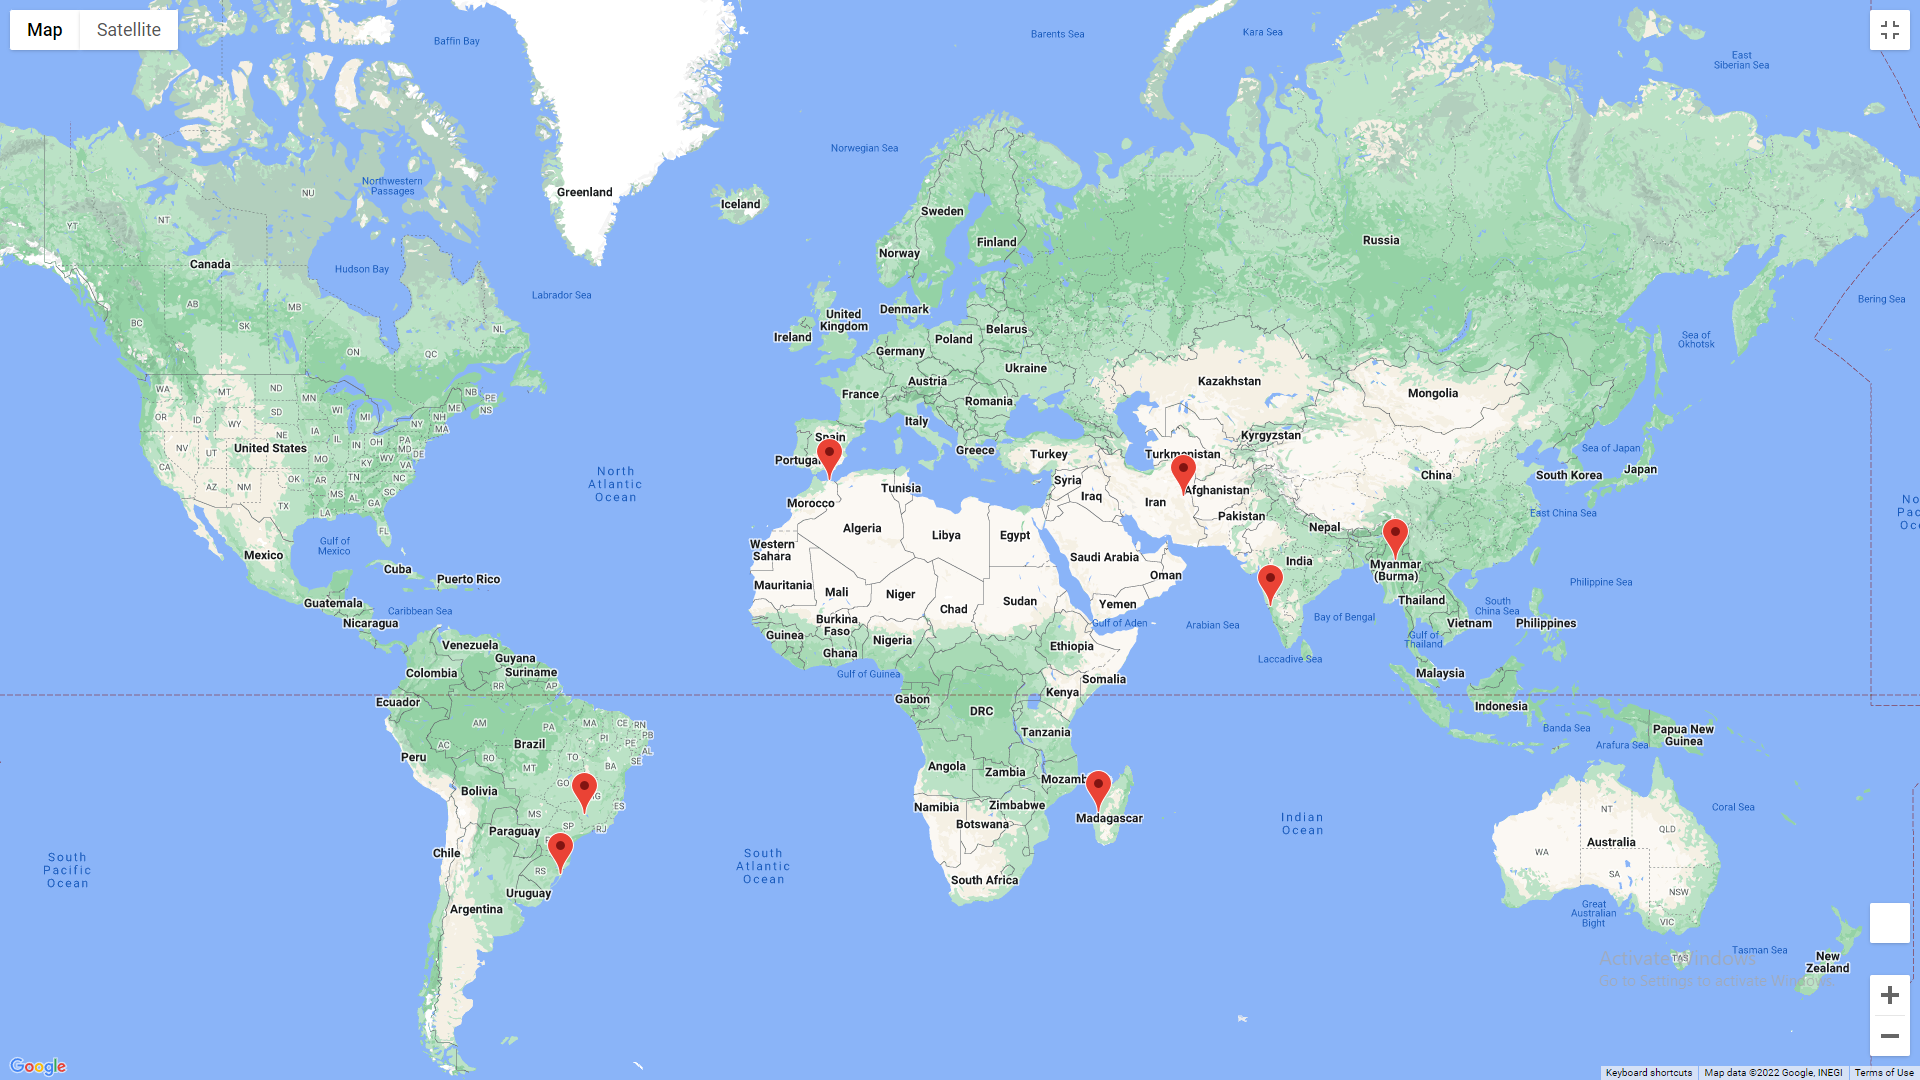 Map Satellite
Baffin Bay
Barents Sea
Kara Sea
East
Siberian Sea
Norwegian Sea
Northwestern
Passages
NU
Greenland
Iceland
Sweden
Finland
Russia
NT
YT
Norway
Canada
Hudson Bay
Labrador Sea
Bering Sea
AB
MB
BC
SK
NL
ON
QC
Denmark
United
Kingdom
Ireland
Belarus
Poland
Germany
Sea of
Okhotsk
Ukraine
Austria
France
Romania
Kazakhstan
Mongolia
WA
MT
ND
MN
NB
PE
ME
NS
OR
ID
WY
SD
WI
MI
NH
NY
MA
Italy
Spain
Portugal
Greece
Turkey
Kyrgyzstan
Turkmenistan
Sea of Japan
NV
UT
United States
NE
IA
IL
IN
OH
PA
MD
DE
CA
MO
KY
WV
VA
AZ
NM
OK
AR
TN
NC
MS
AL
SC
TX
LA
GA
FL
North
Atlantic
Ocean
Tunisia
Syria
Iraq
Iran
Afghanistan
China
South Korea
Japan
Morocco
Algeria
Libya
Egypt
Pakistan
Nepal
East China Sea
Gulf of
Mexico
Mexico
Western
Sahara
Saudi Arabia
India
Myanmar
(Burma)
Cuba
Puerto Rico
Mauritania
Mali
Niger
Chad
Sudan
Oman
Yemen
Philippine Sea
Guatemala
Caribbean Sea
Nicaragua
Burkina
Faso
Guinea
Ghana
Nigeria
Gulf of Aden
Arabian Sea
Bay of Bengal
Thailand
South
China Sea
Vietnam
Philippines
Gulf of
Thailand
Venezuela
Guyana
Suriname
Colombia
RR
AP
Ecuador
Gulf of Guinea
Ethiopia
Somalia
Kenya
Laccadive Sea
Malaysia
Indonesia
Gabon
DRC
Tanzania
AM
PA
MA
CE
RN
PB
PI
PE
AL
SE
AC
RO
TO
BA
MT
Brazil
Peru
GO
Bolivia
MS
ES
SP
RJ
Paraguay
Banda Sea
Arafura Sea
Papua New
Guinea
Angola
Zambia
Namibia
Zimbabwe
Botswana
Madagascar
South Africa
Chile
RS
Uruguay
Argentina
South
Pacific
Ocean
South
Atlantic
Ocean
Indian
Ocean
Coral Sea
NT
QLD
Australia
WA
SA
NSW
VIC
TAS
Great
Australian
Bight
Tasman Sea
New
Zealand
Activate Windows
Go to Settings to activate Windows.
Google
Keyboard shortcuts Map data ©2022 Google, INEGI Terms of Use